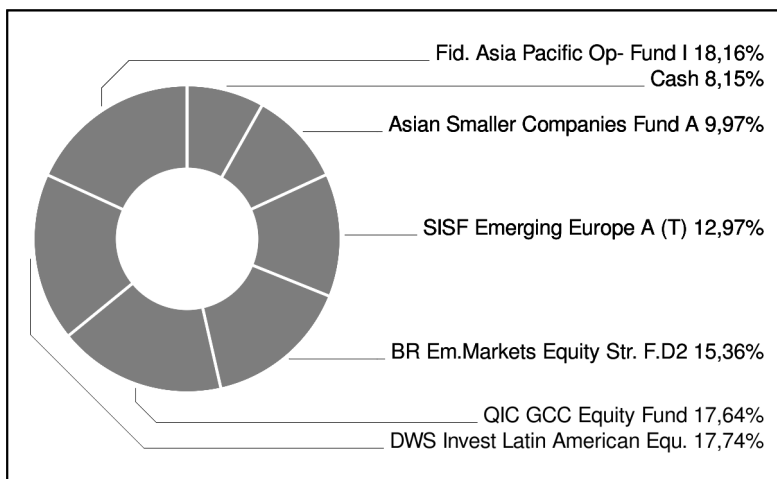 Fid. Asia Pacific Op- Fund I 18,16%
Cash 8,15%
Asian Smaller Companies Fund A 9,97%
SISF Emerging Europe A (T) 12,97%
BR Em.Markets Equity Str. F.D2 15,36%
QIC GCC Equity Fund 17,64%
DWS Invest Latin American Equ. 17,74%